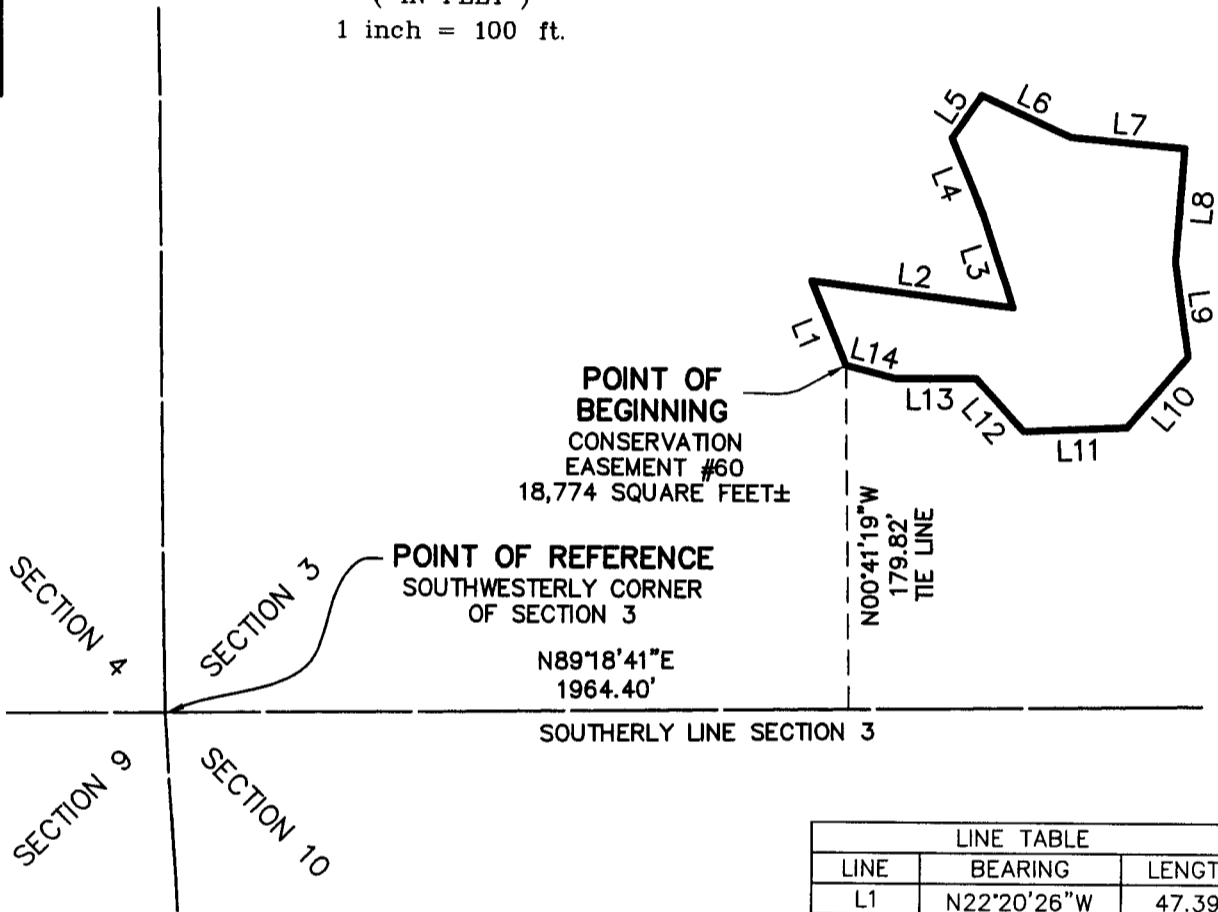 1 inch = 100 ft.
L5
L6
L7
L4
L8
L3
L2
L9
L1
L14
L13
L12
L10
L11
POINT OF
BEGINNING
CONSERVATION
EASEMENT #60
18,774 SQUARE FEET±
N00°41'19"W
179.82'
TIE LINE
POINT OF REFERENCE
SOUTHWESTERLY CORNER
OF SECTION 3
SECTION 4
SECTION 3
N89°18'41"E
1964.40'
SOUTHERLY LINE SECTION 3
SECTION 9
SECTION 10
LINE TABLE
LINE BEARING LENGT
L1 N22°20'26"W 47.39